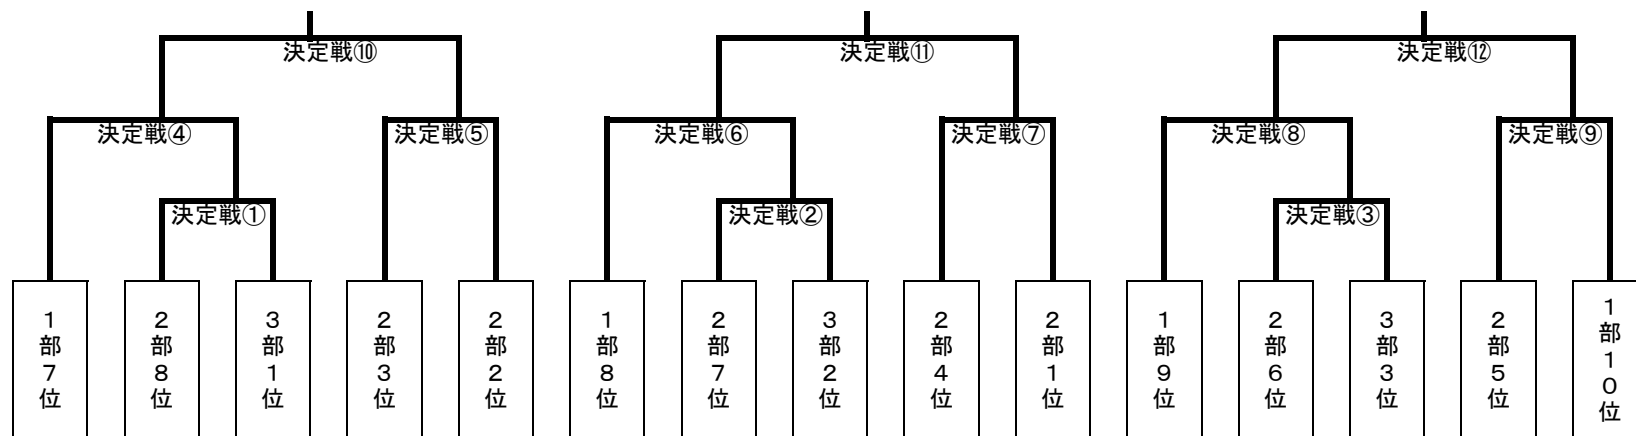 決定戦⑩
決定戦⑪
決定戦⑫
決定戦④
決定戦⑤
決定戦⑥
決定戦⑦
決定戦⑧
決定戦⑨
決定戦①
決定戦②
決定戦③
1部7位
2部8位
3部1位
2部3位
2部2位
1部8位
2部7位
3部2位
2部4位
2部1位
1部9位
2部6位
3部3位
2部5位
1部10位